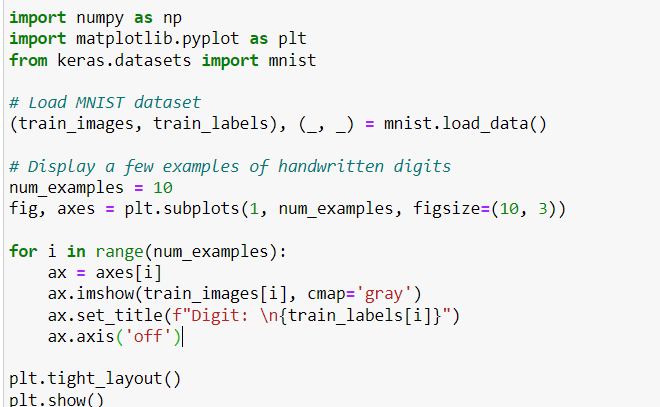 import numpy as np
import matplotlib.pyplot as plt
from keras.datasets import mnist

# Load MNIST dataset
(train_images, train_labels), (_, _) = mnist.load_data()

# Display a few examples of handwritten digits
num_examples = 10
fig, axes = plt.subplots(1, num_examples, figsize=(10, 3))

for i in range(num_examples):
    ax = axes[i]
    ax.imshow(train_images[i], cmap='gray')
    ax.set_title(f"Digit: \n{train_labels[i]}")
    ax.axis('off')

plt.tight_layout()
plt.show()